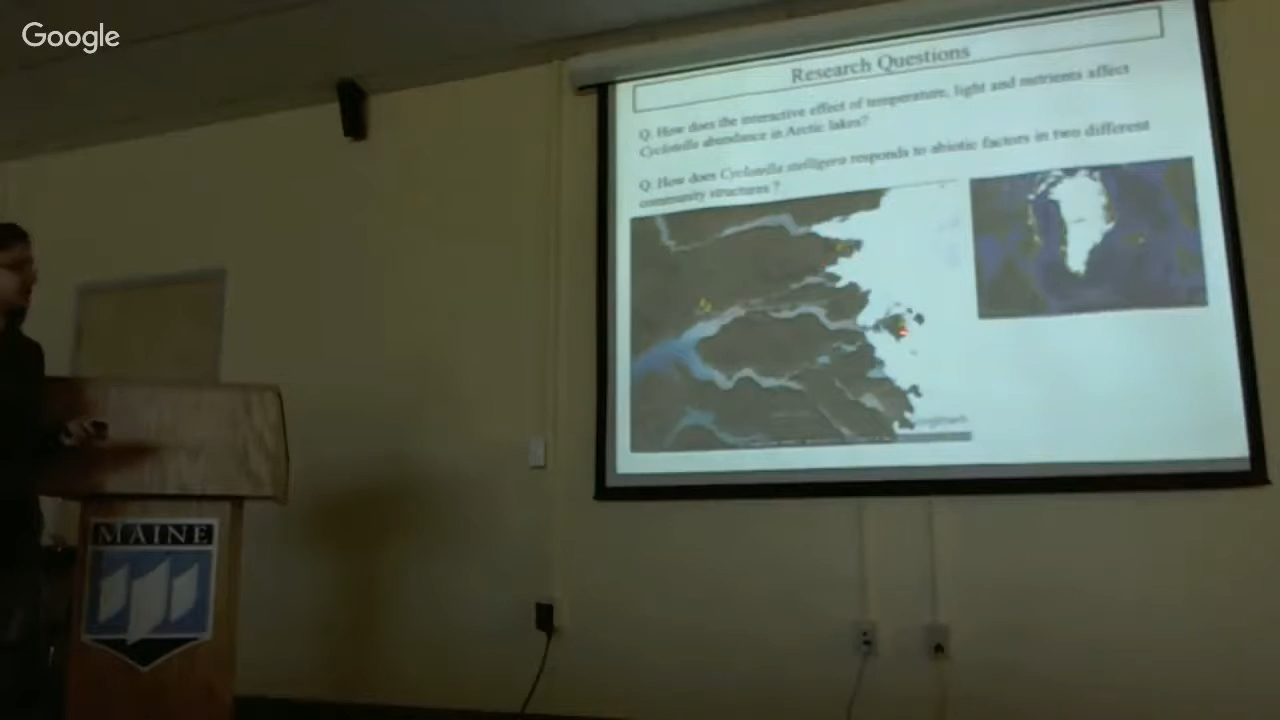 Google
Research Questions
Q. How does the interactive effect of temperature, light and nutrients affect
Cyclotella abundance in Arctic lakes?
Q: How does Cyclotella stelligera responds to abiotic factors in two different
community structures ?
MAINE